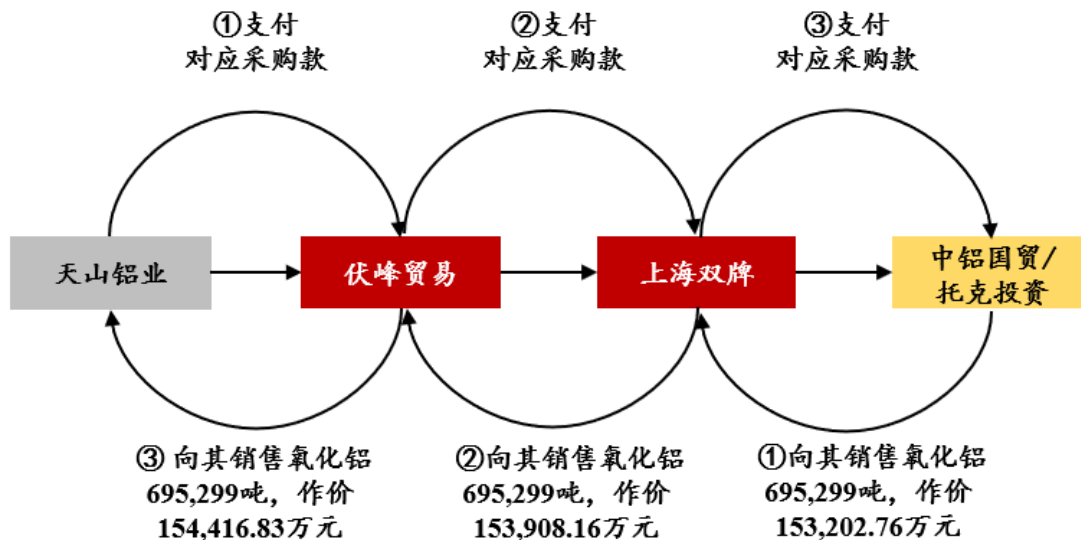 ①支付
对应采购款
②支付
对应采购款
③支付
对应采购款
天山铝业
伏峰贸易
上海双牌
中铝国贸/
托克投资
③ 向其销售氧化铝
695,299吨，作价
154,416.83万元
②向其销售氧化铝
695,299吨，作价
153,908.16万元
①向其销售氧化铝
695,299吨，作价
153,202.76万元